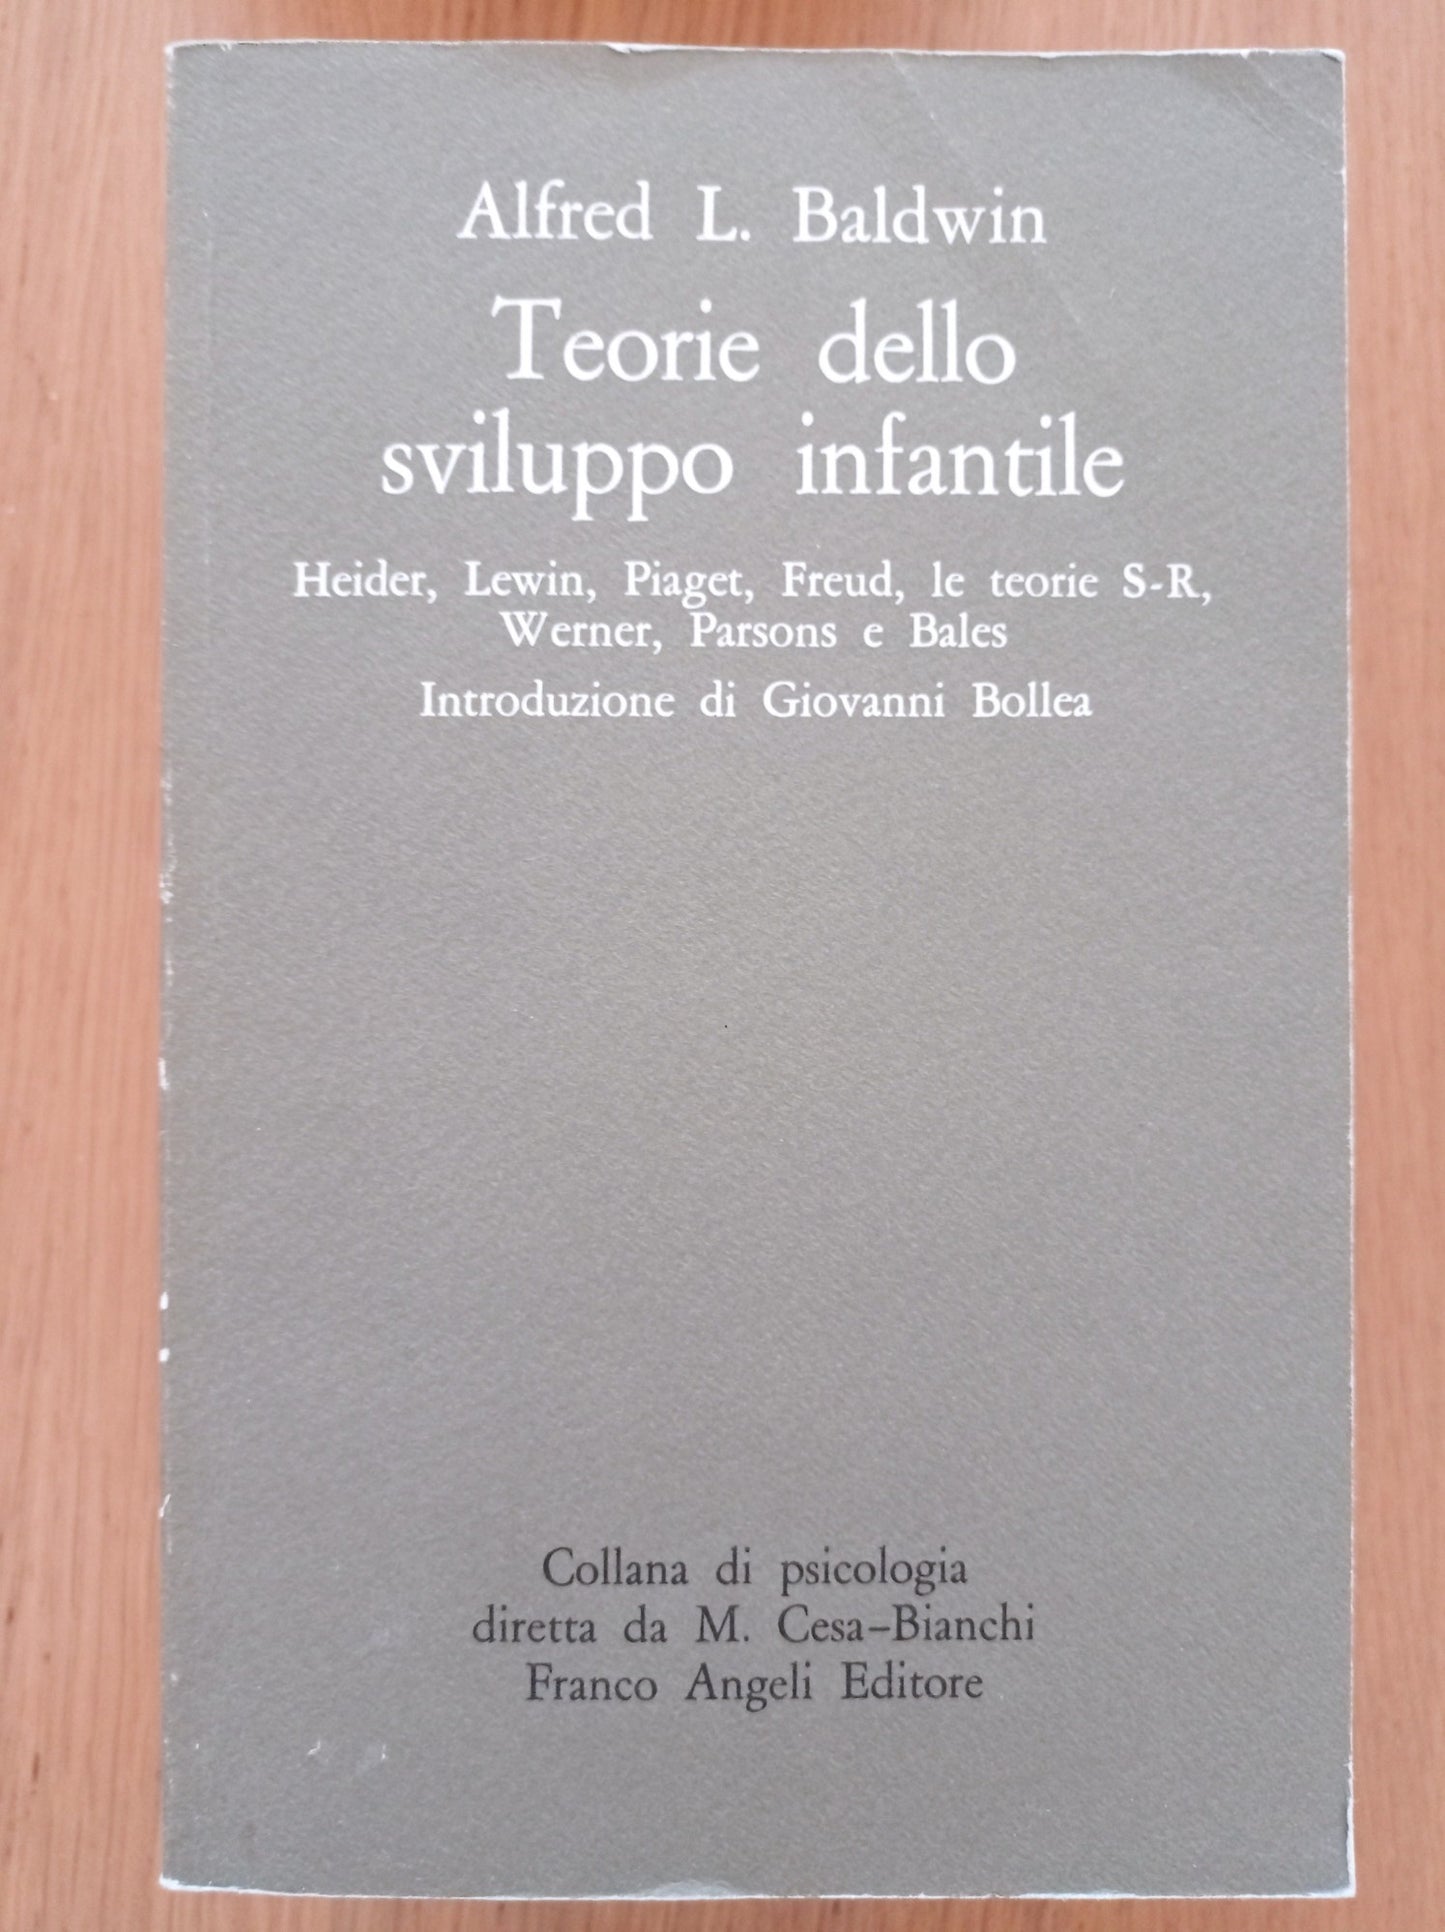 Alfred L. Baldwin
Teorie dello
sviluppo infantile
Heider, Lewin, Piaget, Freud, le teorie S-R,
Werner, Parsons e Bales
Introduzione di Giovanni Bollea
Collana di psicologia
diretta da M. Cesa-Bianchi
Franco Angeli Editore